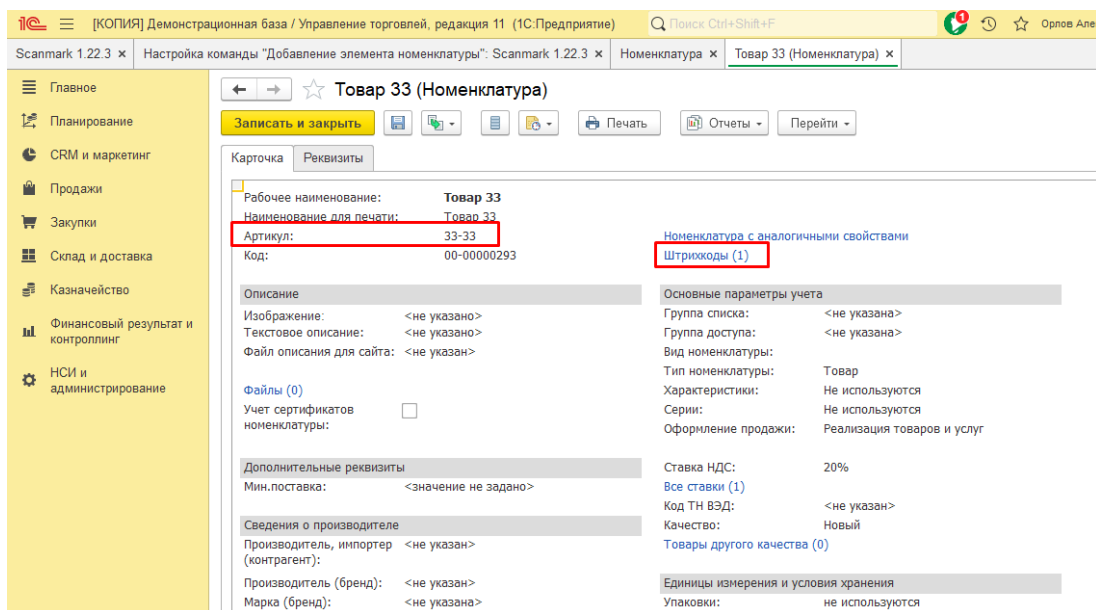 [КОПИЯ] Демонстрационная база / Управление торговлей, редакция 11 (1С:Предприятие)
Поиск Ctrl+Shift+F
1
Орлов Але
Scanmark 1.22.3 ×
Настройка команды "Добавление элемента номенклатуры": Scanmark 1.22.3 ×
Номенклатура ×
Товар 33 (Номенклатура) ×
Главное
Планирование
CRM и маркетинг
Продажи
Закупки
Склад и доставка
Казначейство
Финансовый результат и
контроллинг
НСИ и
администрирование
Товар 33 (Номенклатура)
Записать и закрыть
Печать
Отчеты
Перейти
Карточка
Реквизиты
Рабочее наименование: Товар 33
Наименование для печати: Товар 33
Артикул: 33-33
Код: 00-00000293
Номенклатура с аналогичными свойствами
Штрихкоды (1)
Описание
Изображение: <не указано>
Текстовое описание: <не указано>
Файл описания для сайта: <не указан>
Файлы (0)
Учет сертификатов
номенклатуры:
Дополнительные реквизиты
Мин.поставка: <значение не задано>
Сведения о производителе
Производитель, импортер <не указан>
(контрагент):
Производитель (бренд): <не указан>
Марка (бренд): <не указан>
Основные параметры учета
Группа списка: <не указана>
Группа доступа: <не указана>
Вид номенклатуры:
Тип номенклатуры: Товар
Характеристики: Не используются
Серии: Не используются
Оформление продажи: Реализация товаров и услуг
Ставка НДС: 20%
Все ставки (1)
Код ТН ВЭД: <не указан>
Качество: Новый
Товары другого качества (0)
Единицы измерения и условия хранения
Упаковки: не используются